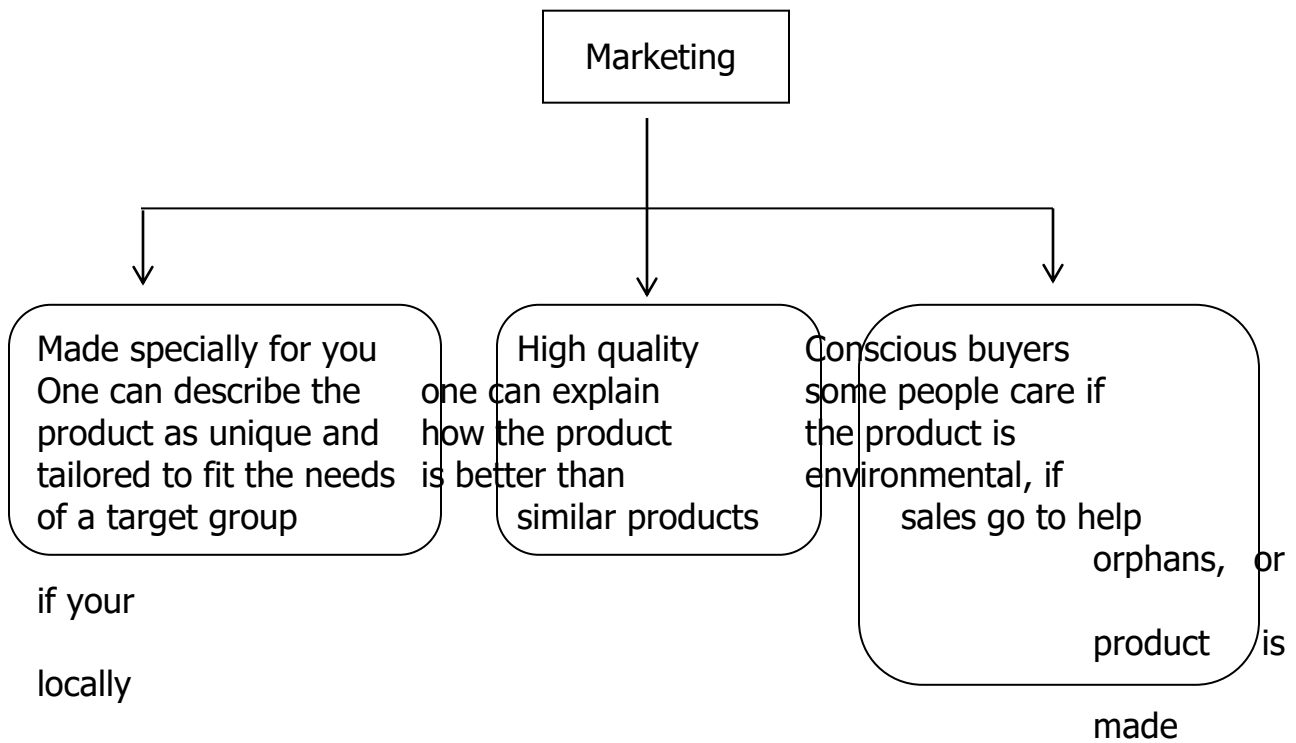 Marketing
Made specially for you
One can describe the
product as unique and
tailored to fit the needs
of a target group
High quality
one can explain
how the product
is better than
similar products
Conscious buyers
some people care if
the product is
environmental, if
sales go to help
orphans, or
if your
product is
locally
made